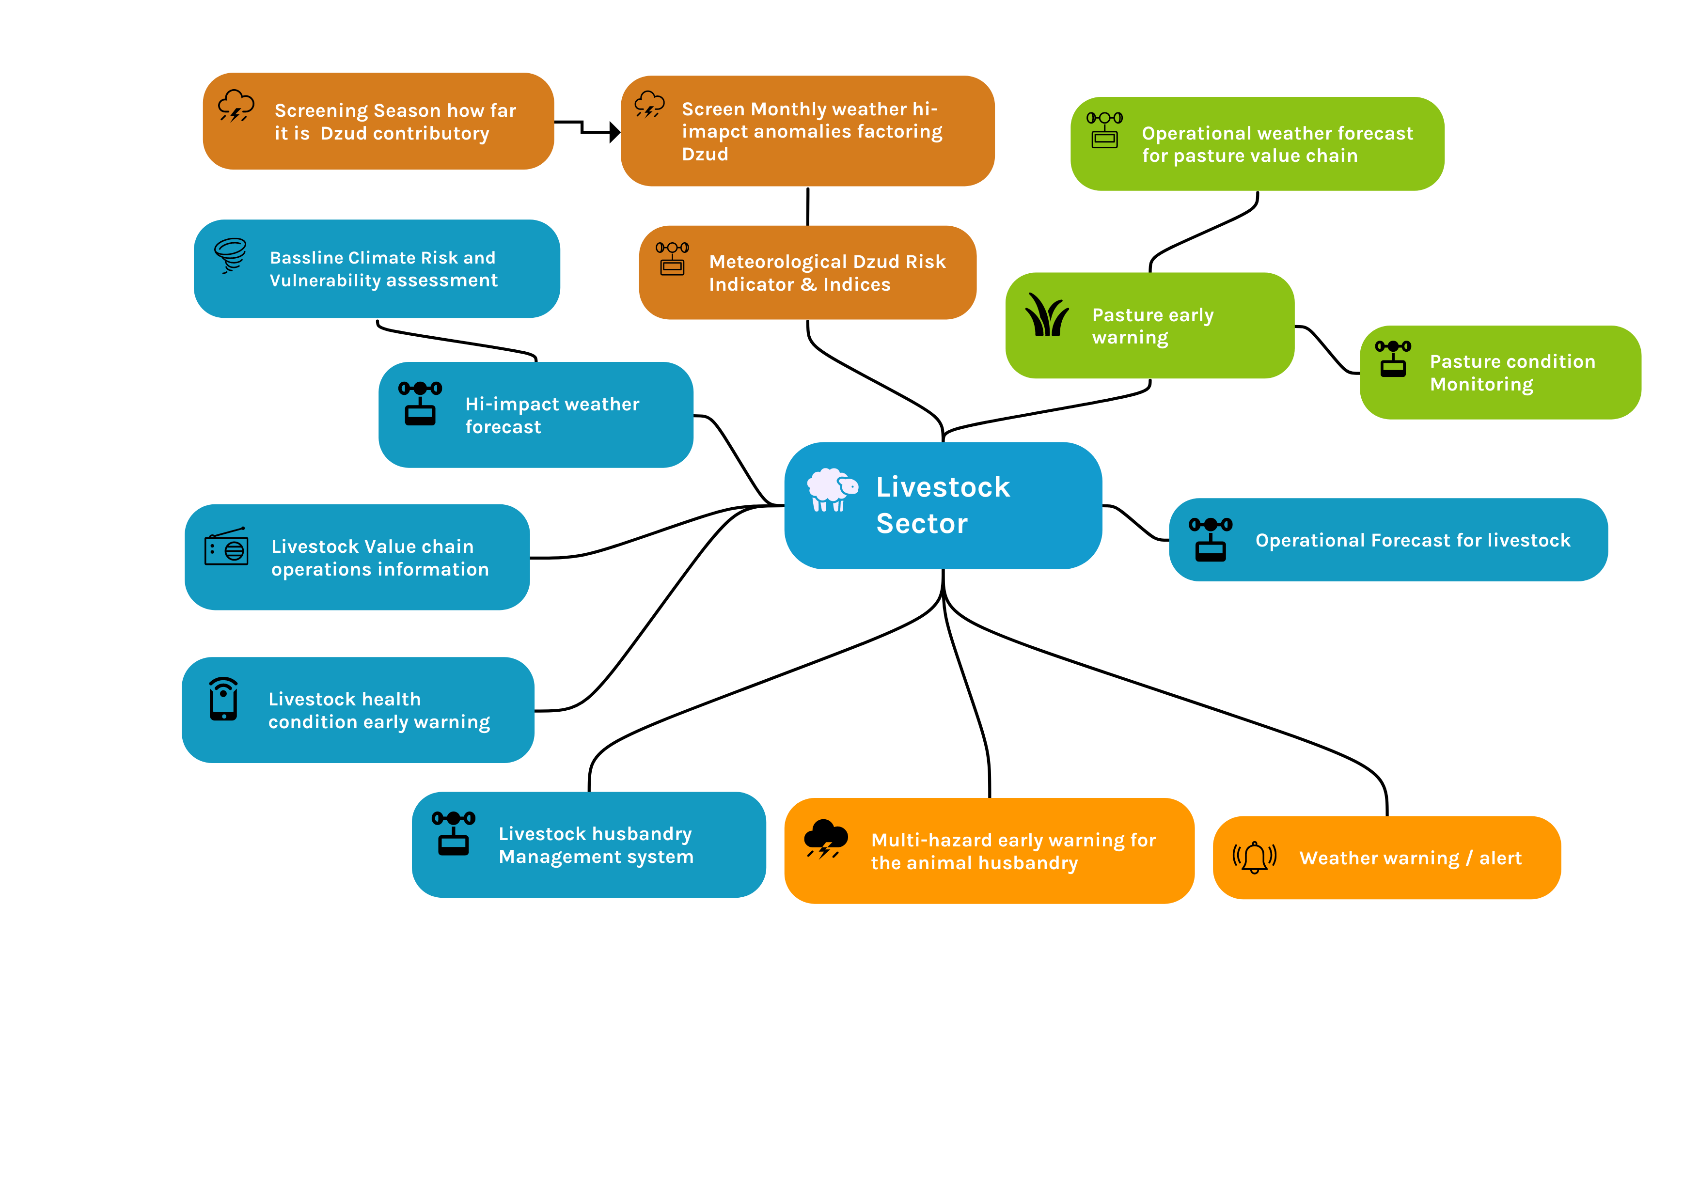 Screening Season how far
it is  Dzud contributory
Screen Monthly weather hi-
imapct anomalies factoring
Dzud
Operational weather forecast
for pasture value chain
Bassline Climate Risk and
Vulnerability assessment
Meteorological Dzud Risk
Indicator & Indices
Pasture early
warning
Pasture condition
Monitoring
Hi-impact weather
forecast
Livestock
Sector
Operational Forecast for livestock
Livestock Value chain
operations information
Livestock health
condition early warning
Livestock husbandry
Management system
Multi-hazard early warning for
the animal husbandry
Weather warning / alert